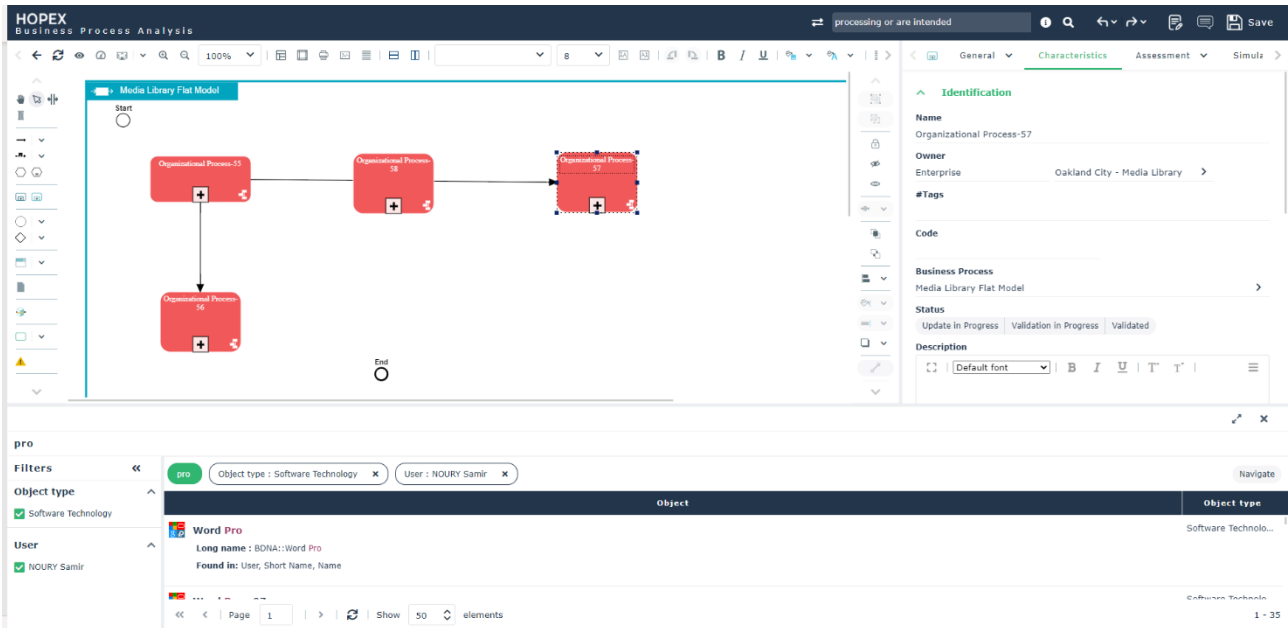 HOPEX
Business Process Analysis
processing or are intended
Save
100%
8
B I U
General
Characteristics
Assessment
Simula
Media Library Flat Model
Start
Organizational Process-55
Organizational Process-
58
Organizational Process-
57
Organizational Process-
56
End
Identification
Name
Organizational Process-57
Owner
Enterprise
Oakland City - Media Library
#Tags
Code
Business Process
Media Library Flat Model
Status
Update in Progress
Validation in Progress
Validated
Description
Default font
B I U
pro
Filters
Object type
Software Technology
User
NOURY Samir
pro
Object type : Software Technology
User : NOURY Samir
Navigate
Object
Object type
Word Pro
Software Technolo...
Long name : BDNA::Word Pro
Found in: User, Short Name, Name
Page 1
Show 50 elements
1 - 35